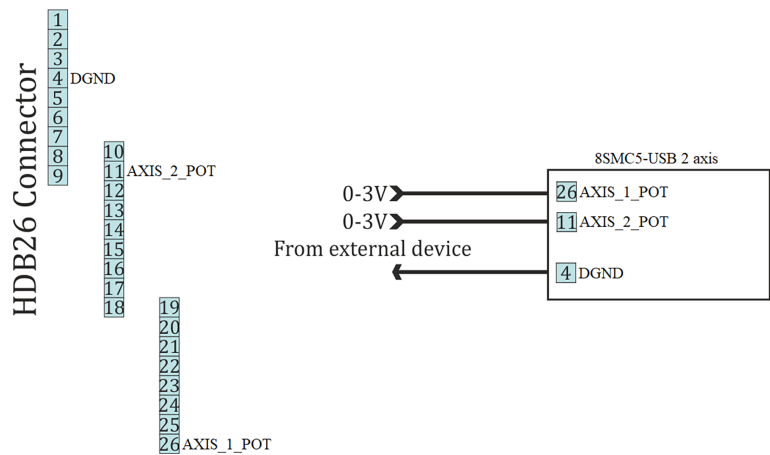 HDB26 Connector
1
2
3
4 DGND
5
6
7
8
9
10
11 AXIS_2_POT
12
13
14
15
16
17
18
19
20
21
22
23
24
25
26 AXIS_1_POT
8SMC5-USB 2 axis
0-3V
26 AXIS_1_POT
0-3V
11 AXIS_2_POT
From external device
4 DGND